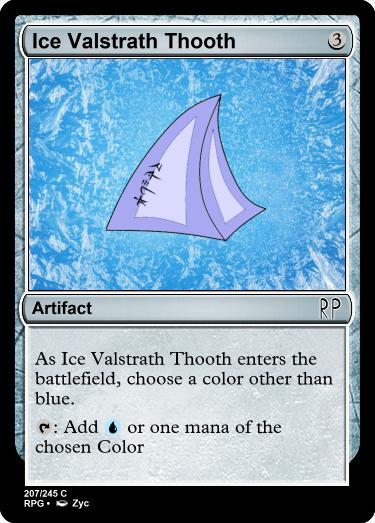 Ice Valstrath Thooth 3
Artifact RP
As Ice Valstrath Thooth enters the
battlefield, choose a color other than
blue.
: Add or one mana of the
chosen Color
207/245 C
RPG • Zyc